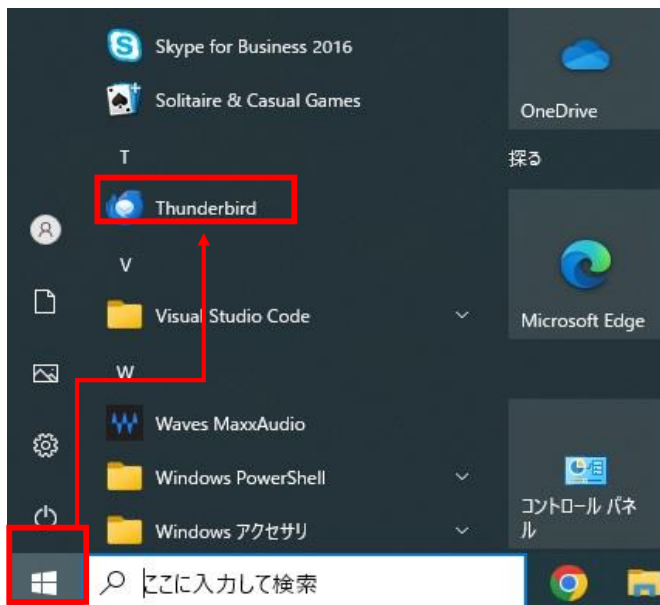 Skype for Business 2016
Solitaire & Casual Games
T
Thunderbird
V
Visual Studio Code
W
Waves MaxxAudio
Windows PowerShell
Windows アクセサリ
OneDrive
探る
Microsoft Edge
コントロール パネ
ル
ここに入力して検索